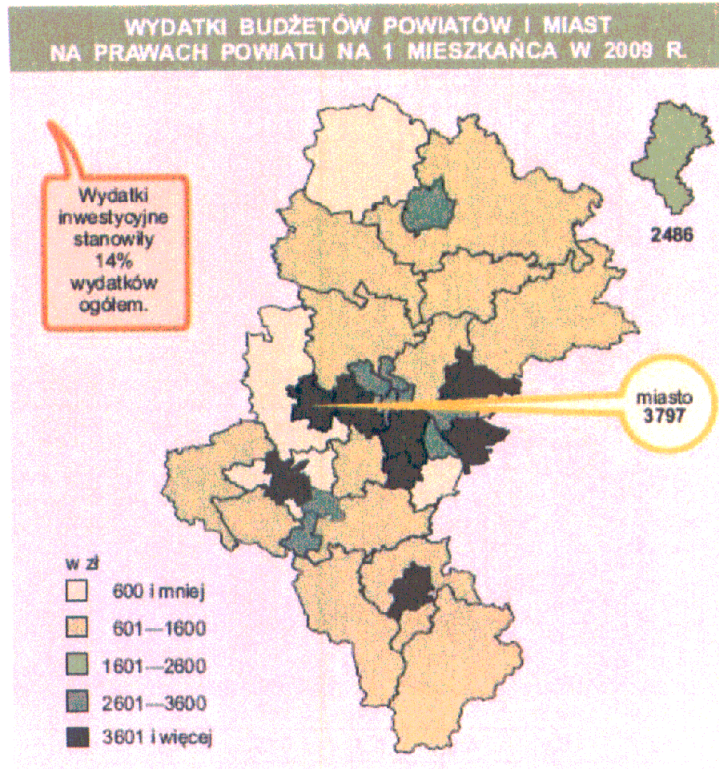 WYDATKI BUDŻETÓW POWIATÓW I MIAST
NA PRAWACH POWIATU NA 1 MIESZKAŃCA W 2009 R.
Wydatki
inwestycyjne
stanowiły
14%
wydatków
ogółem.
2486
miasto
3797
w zł
600 i mniej
601—1600
1601—2600
2601—3600
3601 i więcej